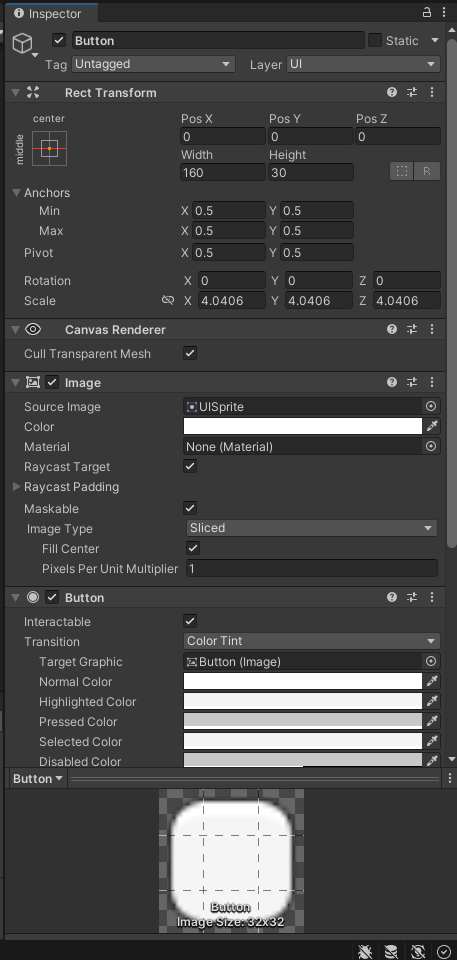 Inspector
Button Static
Tag Untagged Layer UI
Rect Transform
center
middle
Pos X Pos Y Pos Z
0 0 0
Width Height
160 30
R
Anchors
Min X 0.5 Y 0.5
Max X 0.5 Y 0.5
Pivot X 0.5 Y 0.5
Rotation X 0 Y 0 Z 0
Scale X 4.0406 Y 4.0406 Z 4.0406
Canvas Renderer
Cull Transparent Mesh
Image
Source Image UISprite
Color
Material None (Material)
Raycast Target
Raycast Padding
Maskable
Image Type Sliced
Fill Center
Pixels Per Unit Multiplier 1
Button
Interactable
Transition Color Tint
Target Graphic Button (Image)
Normal Color
Highlighted Color
Pressed Color
Selected Color
Disabled Color
Button
Button
Image Size: 32x32